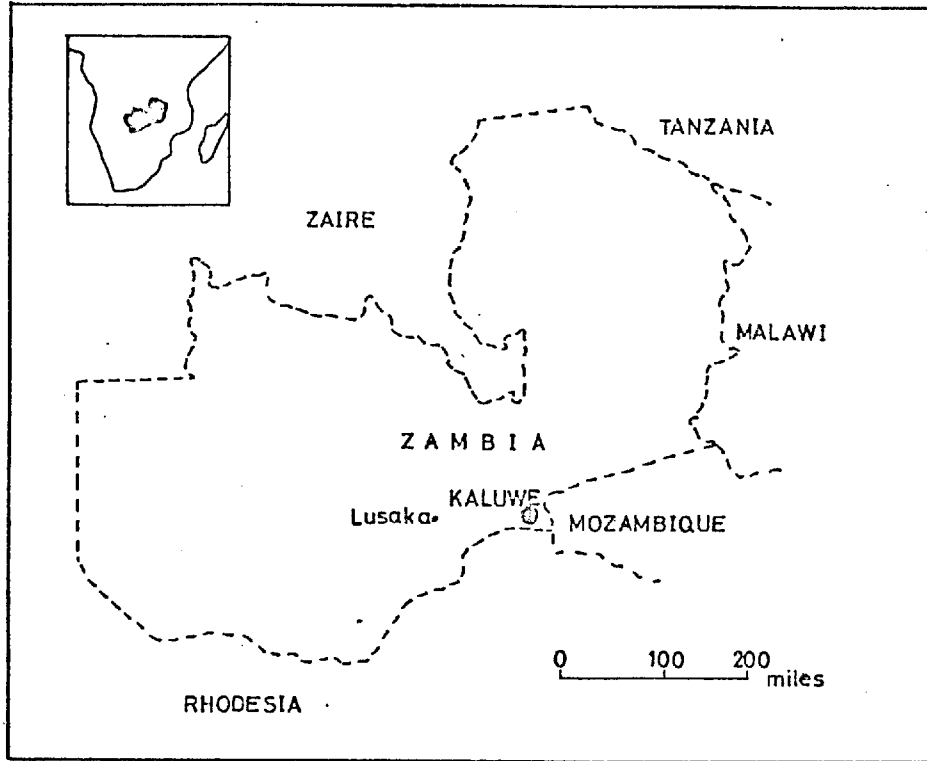 TANZANIA
ZAIRE
MALAWI
ZAMBIA
KALUWE
Lusaka
MOZAMBIQUE
0 100 200
miles
RHODESIA